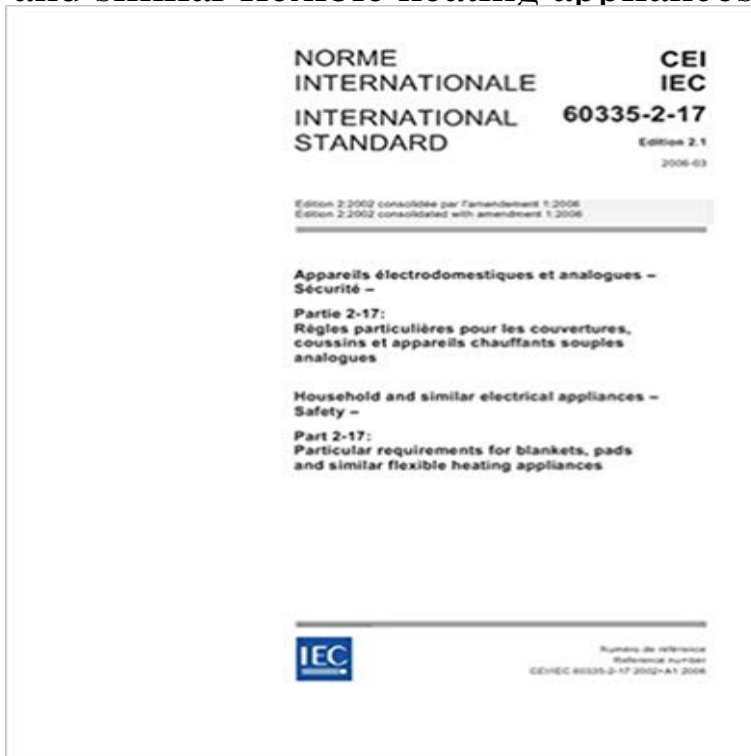 and similar flexible heating appliances
NORME
INTERNATIONALE
CEI
IEC
INTERNATIONAL
STANDARD
60335-2-17
Edition 2.1
2006-03
Edition 2:2002 consolidée par l'amendement 1:2006
Edition 2:2002 consolidated with amendment 1:2006
Appareils électrodomestiques et analogues –
Sécurité –
Partie 2-17:
Règles particulières pour les couvertures,
coussins et appareils chauffants souples
analogues
Household and similar electrical appliances –
Safety –
Part 2-17:
Particular requirements for blankets, pads
and similar flexible heating appliances
IEC
Numéro de référence
Reference number
CEI/IEC 60335-2-17:2002+A1:2006